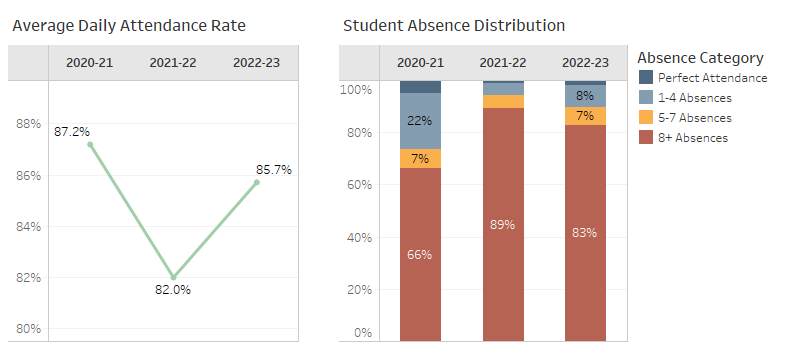 Average Daily Attendance Rate
2020-21 2021-22 2022-23
88%
86%
84%
82%
80%
87.2%
82.0%
85.7%
Student Absence Distribution
2020-21 2021-22 2022-23
100%
80%
60%
40%
20%
0%
22%
7%
66%
89%
8%
7%
83%
Absence Category
Perfect Attendance
1-4 Absences
5-7 Absences
8+ Absences